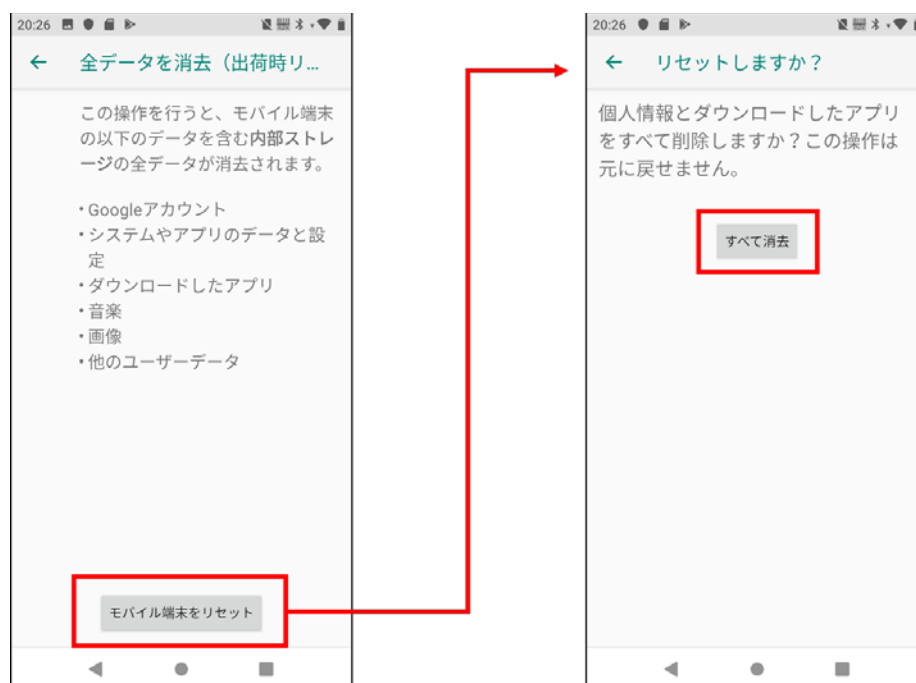 20:26
全データを消去（出荷時リ...
この操作を行うと、モバイル端末
の以下のデータを含む内部ストレ
ージの全データが消去されます。
・Googleアカウント
・システムやアプリのデータと設
定
・ダウンロードしたアプリ
・音楽
・画像
・他のユーザーデータ
モバイル端末をリセット
20:26
リセットしますか？
個人情報とダウンロードしたアプリ
をすべて削除しますか？この操作は
元に戻せません。
すべて消去